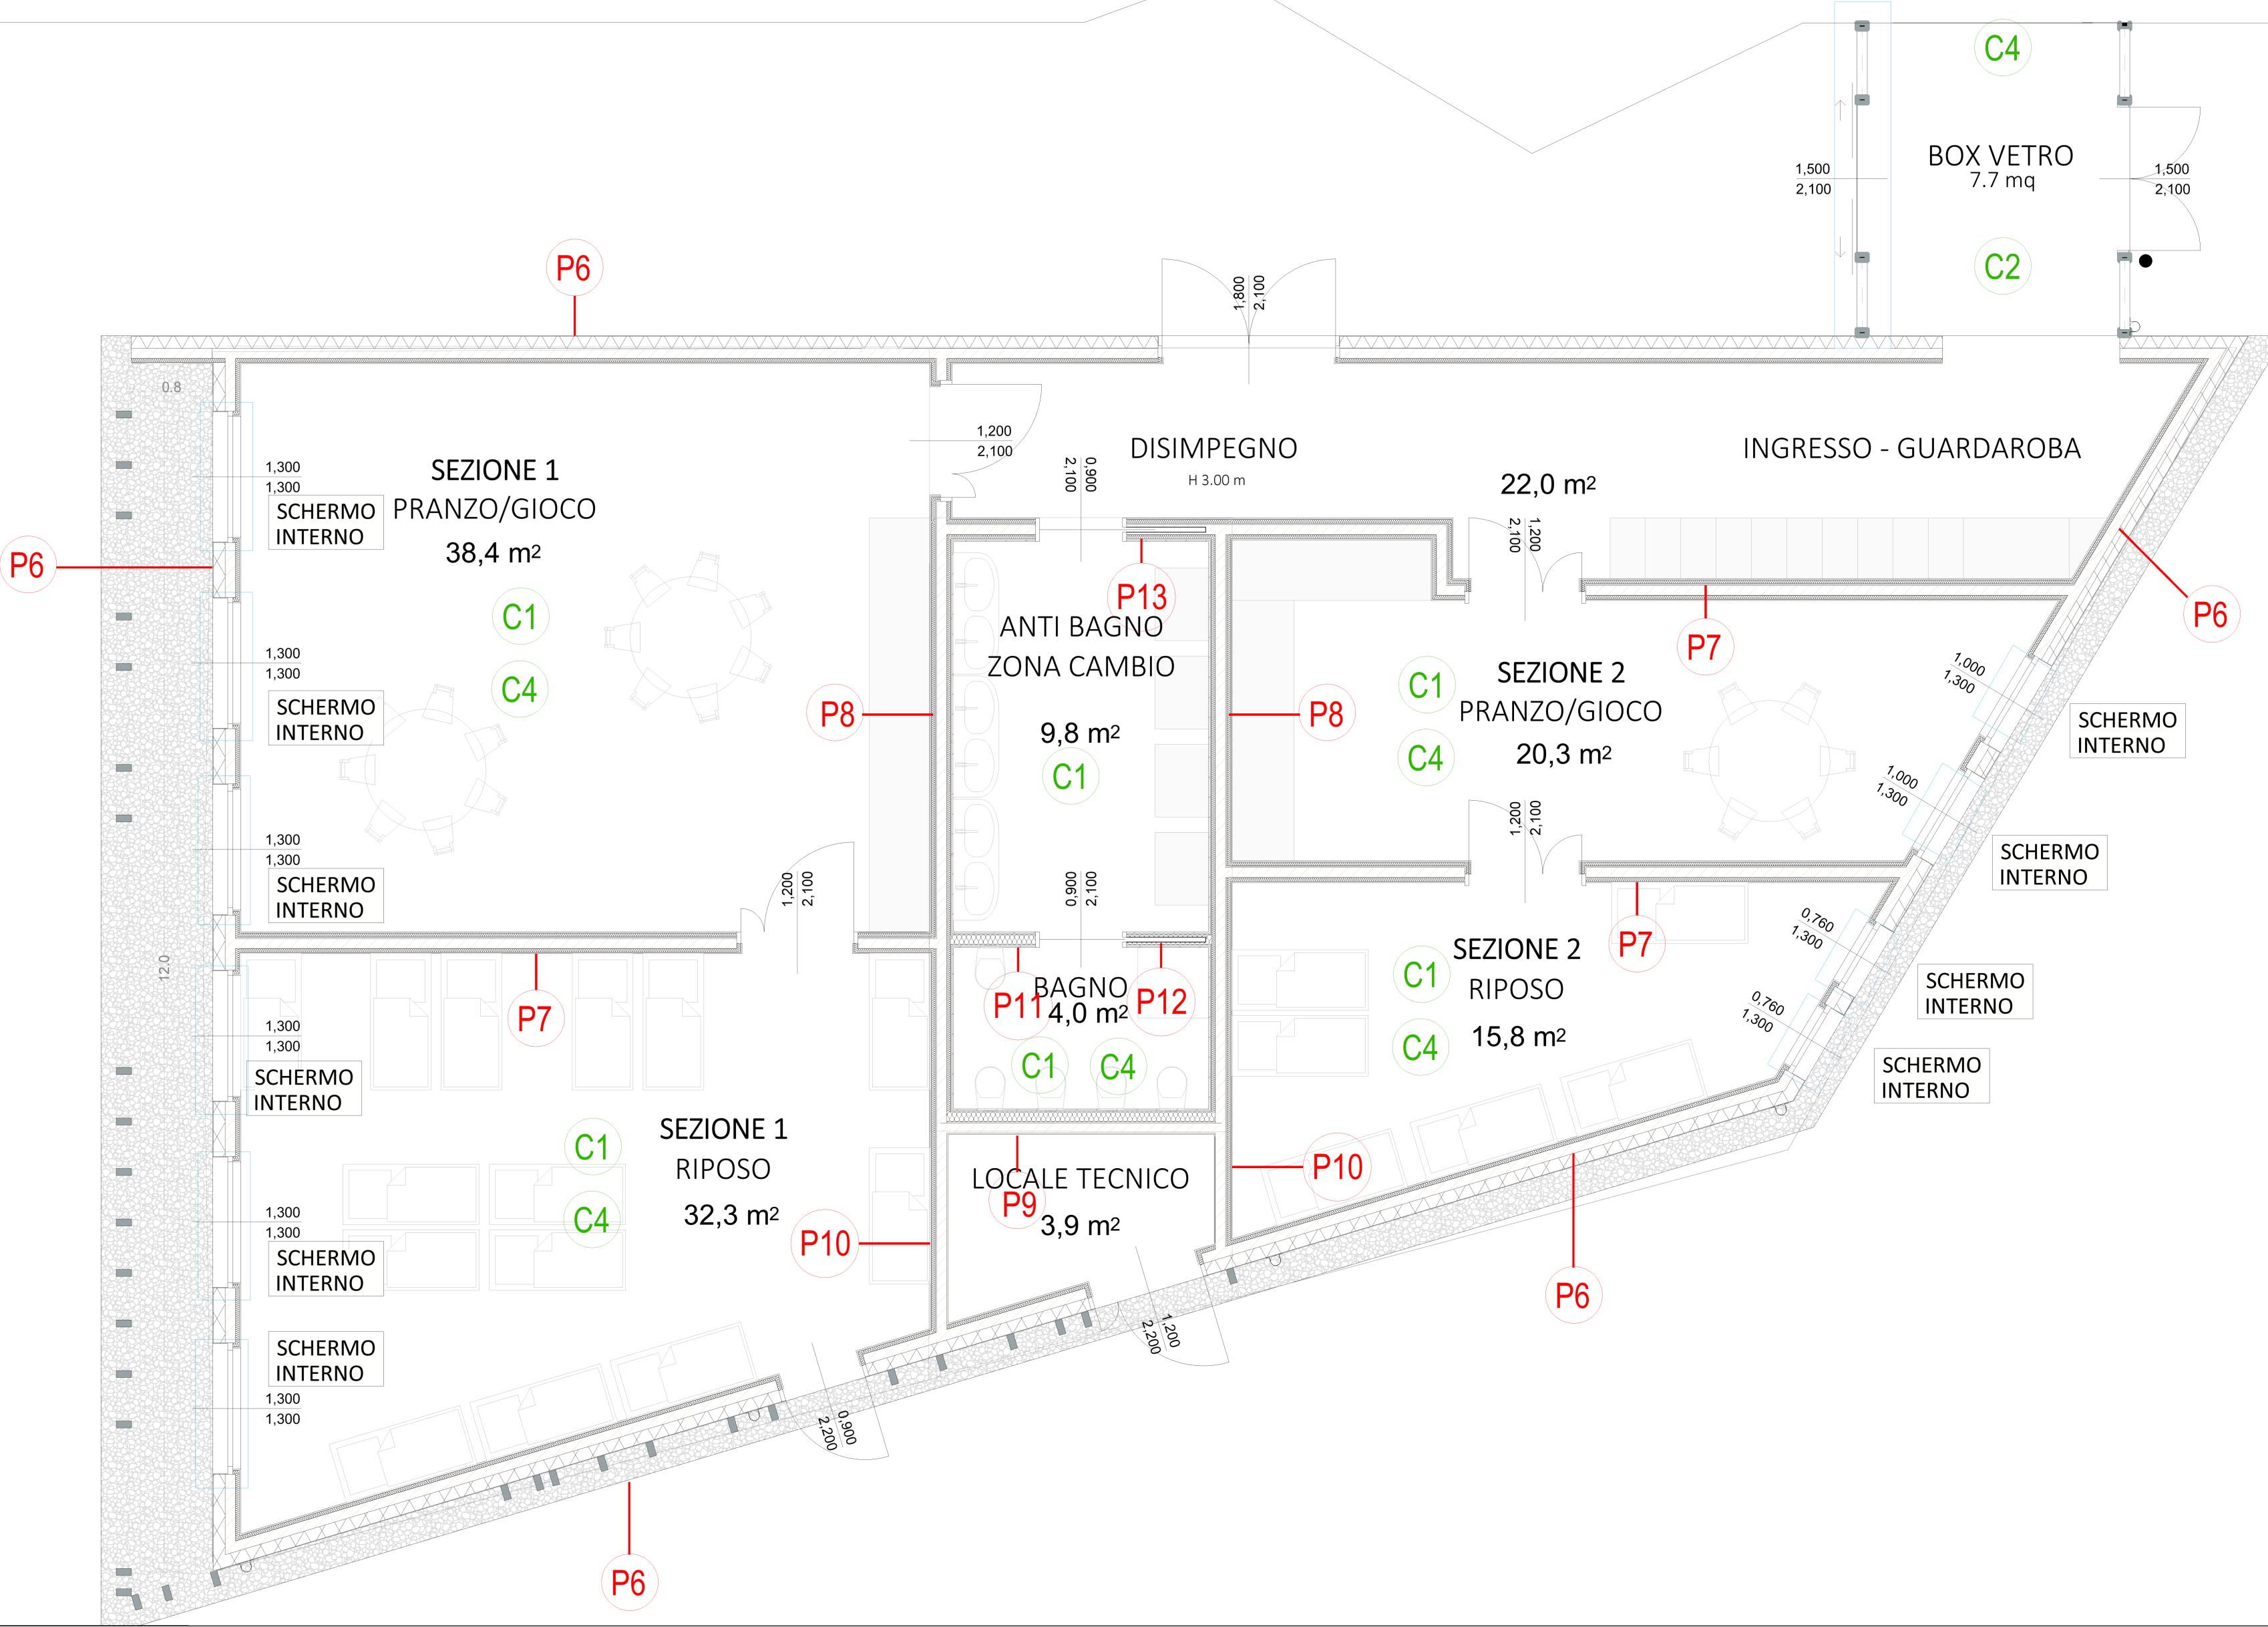 C4
BOX VETRO
7.7 mq
1,500
2,100
1,500
2,100
C2
P6
1,800
2,100
0.8
1,200
2,100
DISIMPEGNO
H 3.00 m
INGRESSO - GUARDAROBA
22,0 m2
0,900
2,100
1,200
2,100
1,300
1,300
SCHERMO
INTERNO
SEZIONE 1
PRANZO/GIOCO
38,4 m2
P6
C1
C4
P13
ANTI BAGNO
ZONA CAMBIO
9,8 m2
C1
P6
P7
1,300
1,300
SCHERMO
INTERNO
P8
P8
C1
C4
SEZIONE 2
PRANZO/GIOCO
20,3 m2
1,000
1,300
SCHERMO
INTERNO
1,000
1,300
SCHERMO
INTERNO
1,300
1,300
SCHERMO
INTERNO
1,200
2,100
0,900
2,100
1,200
2,100
12.0
P7
P11
BAGNO
4,0 m2
P12
C1
C4
C1
C4
SEZIONE 2
RIPOSO
15,8 m2
P7
0,760
1,300
SCHERMO
INTERNO
0,760
1,300
SCHERMO
INTERNO
1,300
1,300
SCHERMO
INTERNO
C1
C4
SEZIONE 1
RIPOSO
32,3 m2
P10
LOCALE TECNICO
P9
3,9 m2
P10
1,300
1,300
SCHERMO
INTERNO
P6
SCHERMO
INTERNO
1,300
1,300
1,200
2,200
0,900
2,200
P6